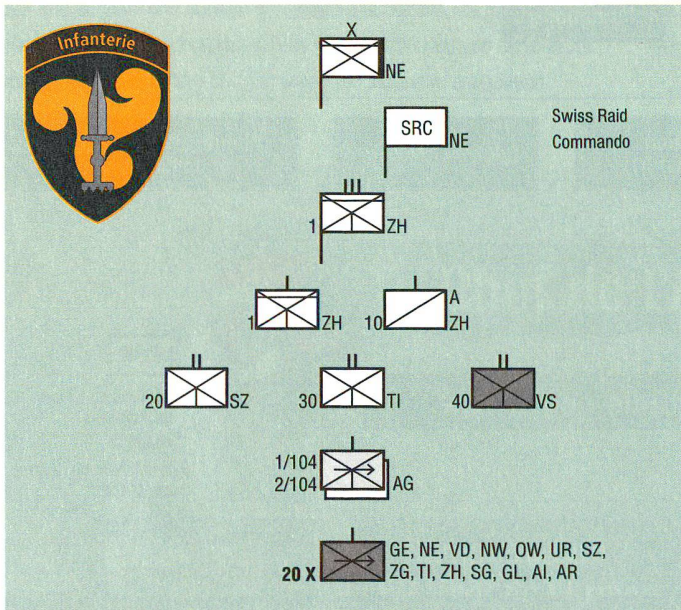 Infanterie
X
NE
SRC
NE
Swiss Raid
Commando
III
1
ZH
I
1
ZH
I
10
A
ZH
II
20
SZ
II
30
TI
II
40
VS
I
1/104
2/104
AG
I
20 X
GE, NE, VD, NW, OW, UR, SZ,
ZG, TI, ZH, SG, GL, AI, AR